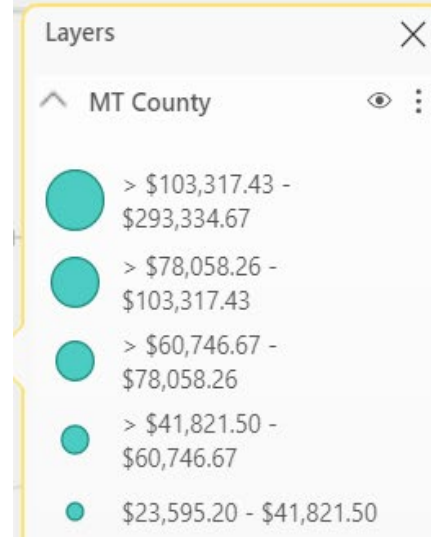 Layers
MT County
> $103,317.43 -
$293,334.67
> $78,058.26 -
$103,317.43
> $60,746.67 -
$78,058.26
> $41,821.50 -
$60,746.67
$23,595.20 - $41,821.50